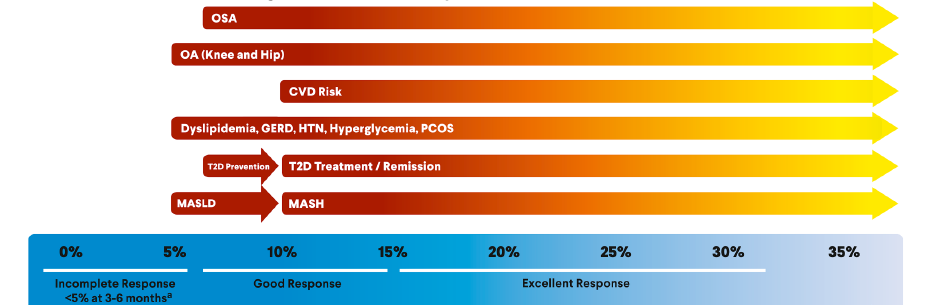 OSA
OA (Knee and Hip)
CVD Risk
Dyslipidemia, GERD, HTN, Hyperglycemia, PCOS
T2D Prevention T2D Treatment / Remission
MASLD MASH
0% 5% 10% 15% 20% 25% 30% 35%
Incomplete Response Good Response Excellent Response
<5% at 3-6 monthsᵃ